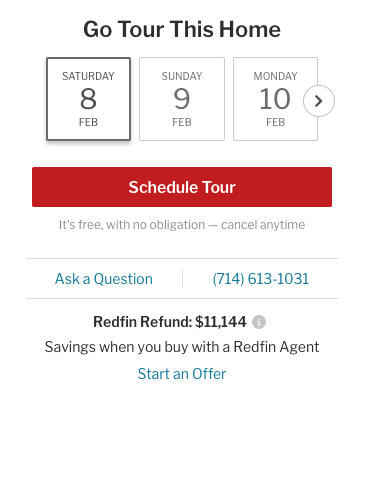 Go Tour This Home
SATURDAY
8
FEB
SUNDAY
9
FEB
MONDAY
10
FEB
Schedule Tour
It's free, with no obligation — cancel anytime
Ask a Question
(714) 613-1031
Redfin Refund: $11,144
Savings when you buy with a Redfin Agent
Start an Offer